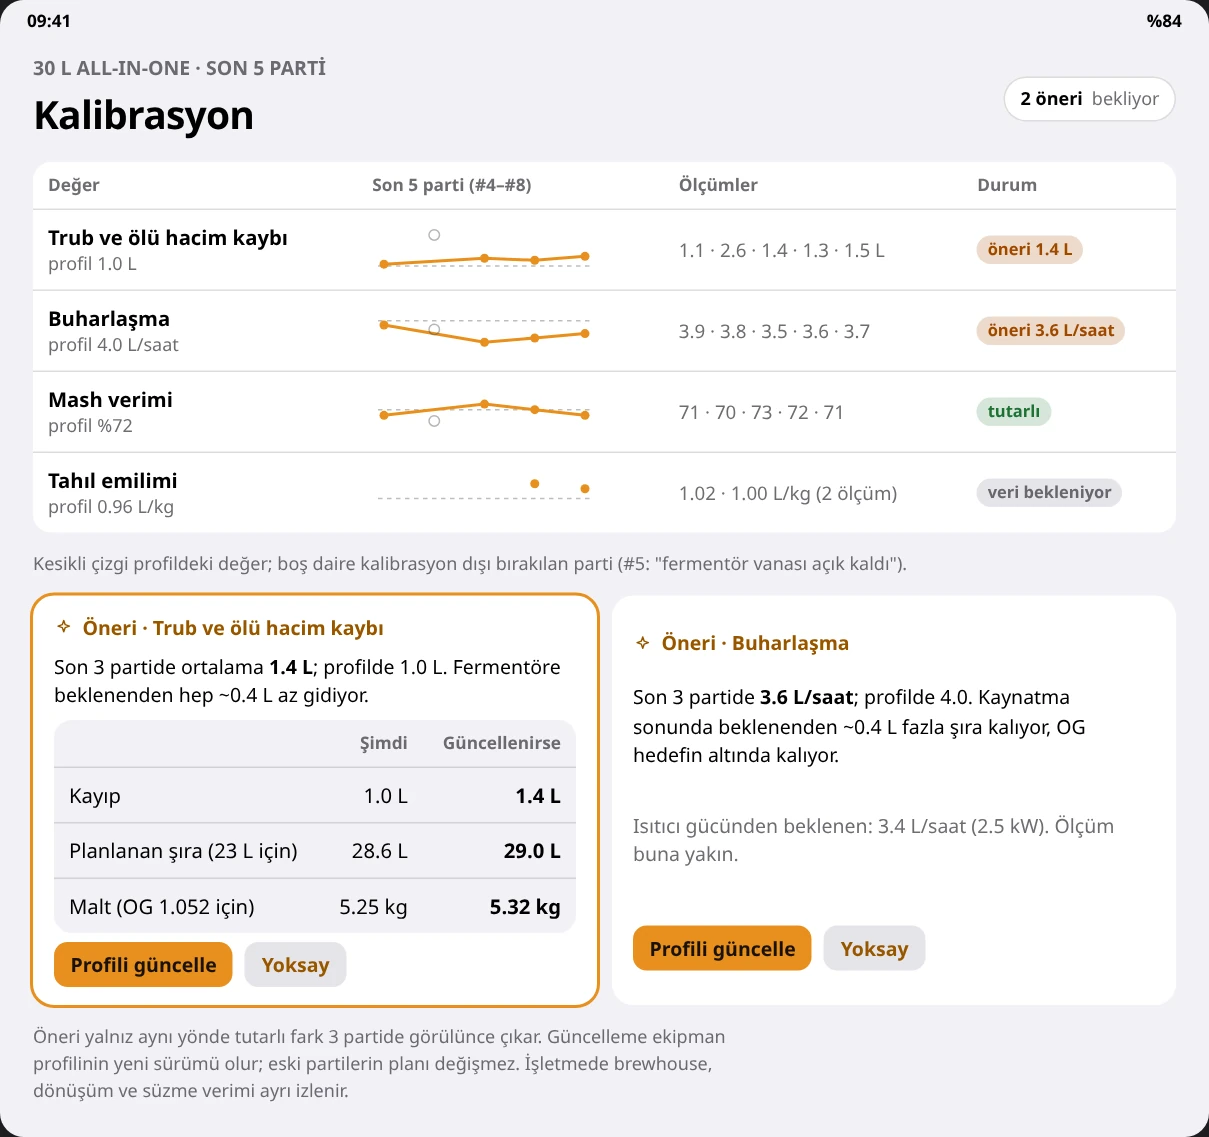 09:41
%84
30 L ALL-IN-ONE · SON 5 PARTİ
Kalibrasyon
2 öneri bekliyor
Değer
Son 5 parti (#4–#8)
Ölçümler
Durum
Trub ve ölü hacim kaybı
profil 1.0 L
1.1 · 2.6 · 1.4 · 1.3 · 1.5 L
öneri 1.4 L
Buharlaşma
profil 4.0 L/saat
3.9 · 3.8 · 3.5 · 3.6 · 3.7
öneri 3.6 L/saat
Mash verimi
profil %72
71 · 70 · 73 · 72 · 71
tutarlı
Tahıl emilimi
profil 0.96 L/kg
1.02 · 1.00 L/kg (2 ölçüm)
veri bekleniyor
Kesikli çizgi profildeki değer; boş daire kalibrasyon dışı bırakılan parti (#5: "fermentör vanası açık kaldı").
Öneri · Trub ve ölü hacim kaybı
Son 3 partide ortalama 1.4 L; profilde 1.0 L. Fermentöre
beklenenden hep ~0.4 L az gidiyor.
Şimdi
Güncellenirse
Kayıp
1.0 L
1.4 L
Planlanan şıra (23 L için)
28.6 L
29.0 L
Malt (OG 1.052 için)
5.25 kg
5.32 kg
Profili güncelle
Yoksay
Öneri · Buharlaşma
Son 3 partide 3.6 L/saat; profilde 4.0. Kaynatma
sonunda beklenenden ~0.4 L fazla şıra kalıyor, OG
hedefin altında kalıyor.
Isıtıcı gücünden beklenen: 3.4 L/saat (2.5 kW). Ölçüm
buna yakın.
Profili güncelle
Yoksay
Öneri yalnız aynı yönde tutarlı fark 3 partide görülünce çıkar. Güncelleme ekipman
profilinin yeni sürümü olur; eski partilerin planı değişmez. İşletmede brewhouse,
dönüşüm ve süzme verimi ayrı izlenir.